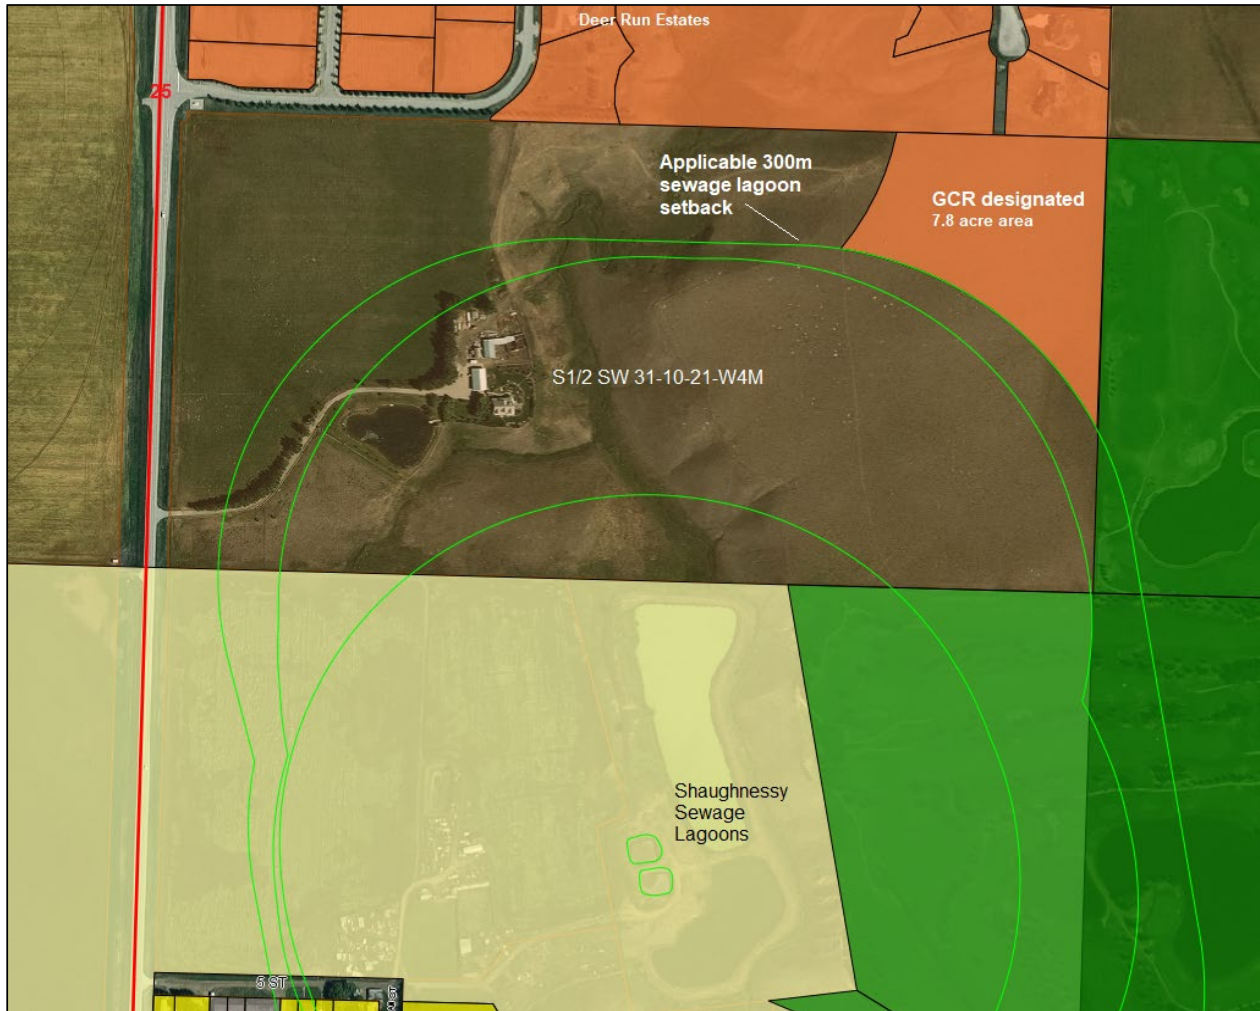 Deer Run Estates
25
Applicable 300m
sewage lagoon
setback
GCR designated
7.8 acre area
S1/2 SW 31-10-21-W4M
Shaughnessy
Sewage
Lagoons
5 ST